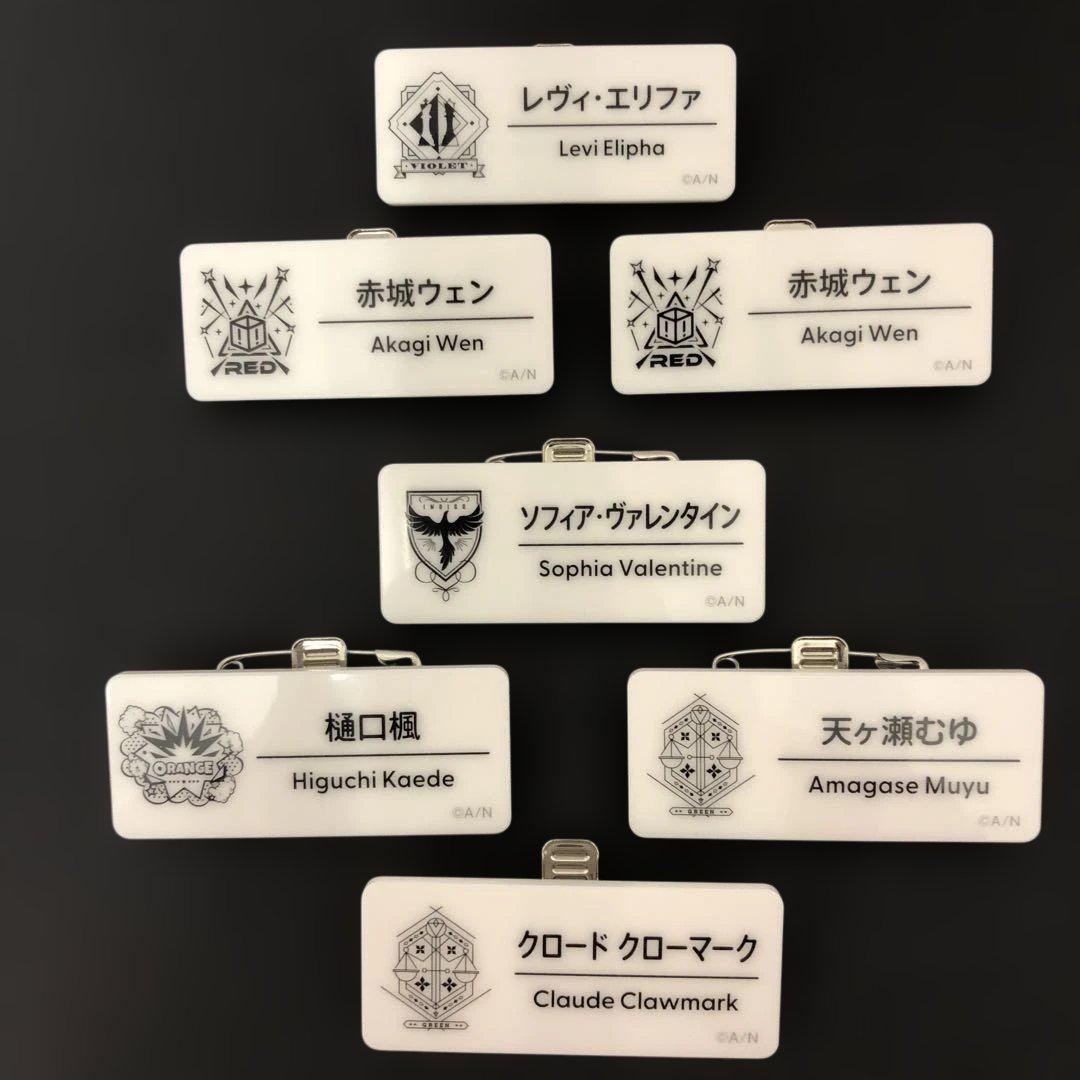 VIOLET
レヴィ・エリファ
Levi Elipha
©A/N
RED
赤城ウェン
Akagi Wen
©A/N
RED
赤城ウェン
Akagi Wen
©A/N
INDIGO
ソフィア・ヴァレンタイン
Sophia Valentine
©A/N
ORANGE
樋口楓
Higuchi Kaede
©A/N
GREEN
天ヶ瀬むゆ
Amagase Muyu
©A/N
GREEN
クロード クローマーク
Claude Clawmark
©A/N